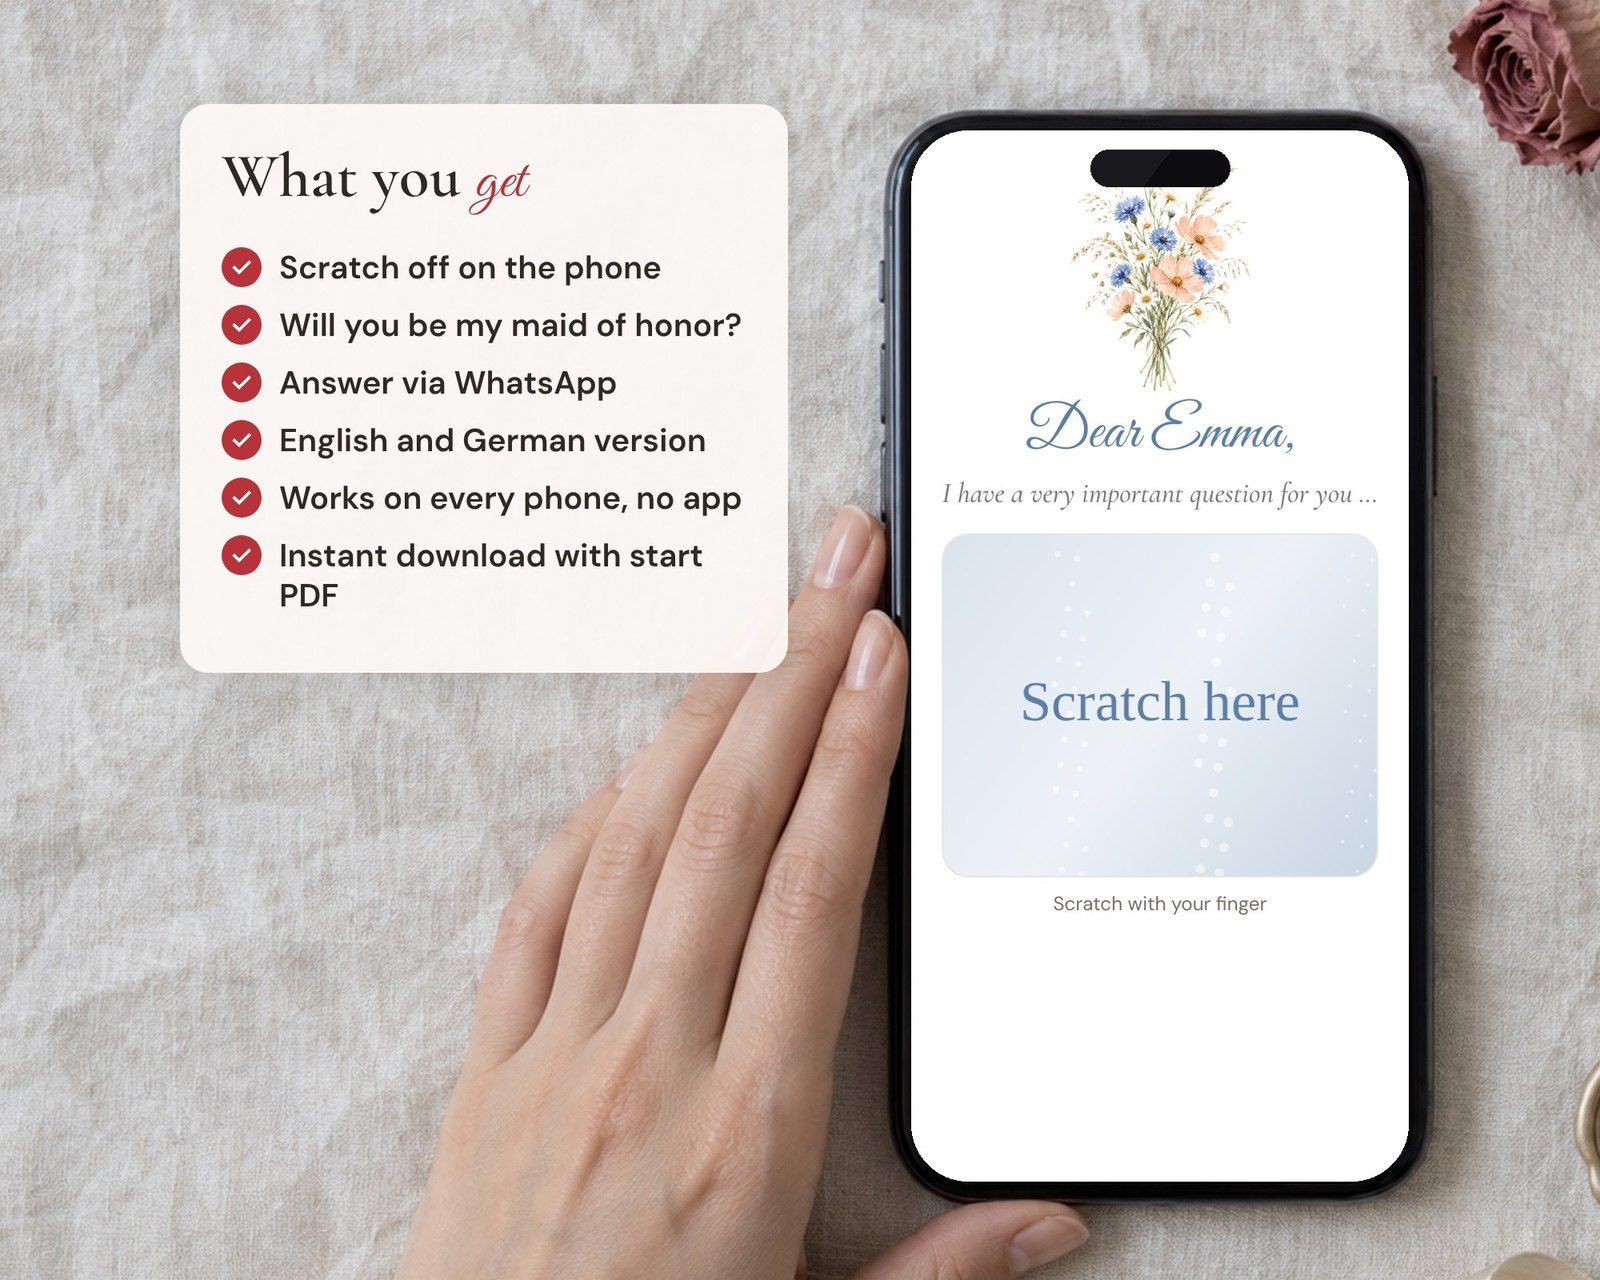 What you get
Scratch off on the phone
Will you be my maid of honor?
Answer via WhatsApp
English and German version
Works on every phone, no app
Instant download with start
PDF
Dear Emma,
I have a very important question for you ...
Scratch here
Scratch with your finger